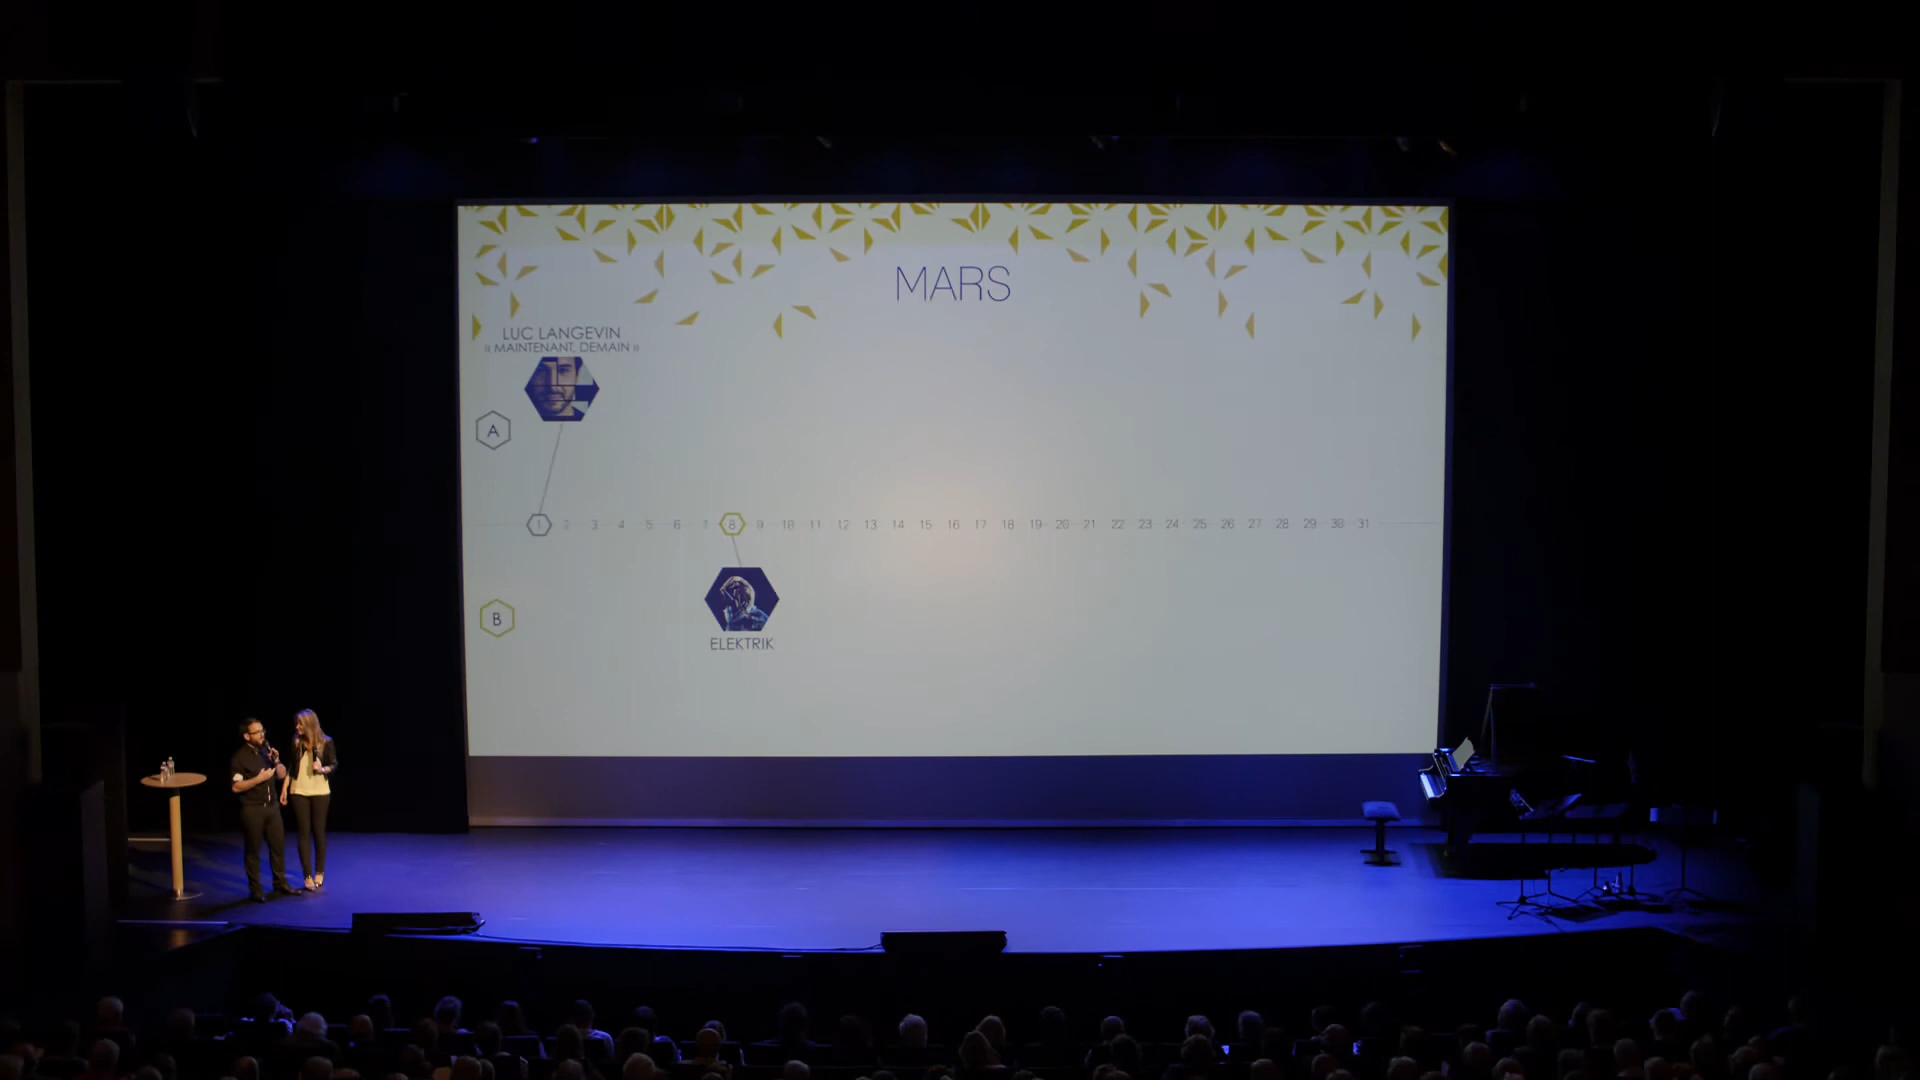 MARS
LUC LANGEVIN
« MAINTENANT, DEMAIN »
A
1 2 3 4 5 6 7 8 9 10 11 12 13 14 15 16 17 18 19 20 21 22 23 24 25 26 27 28 29 30 31
B
ELEKTRIK